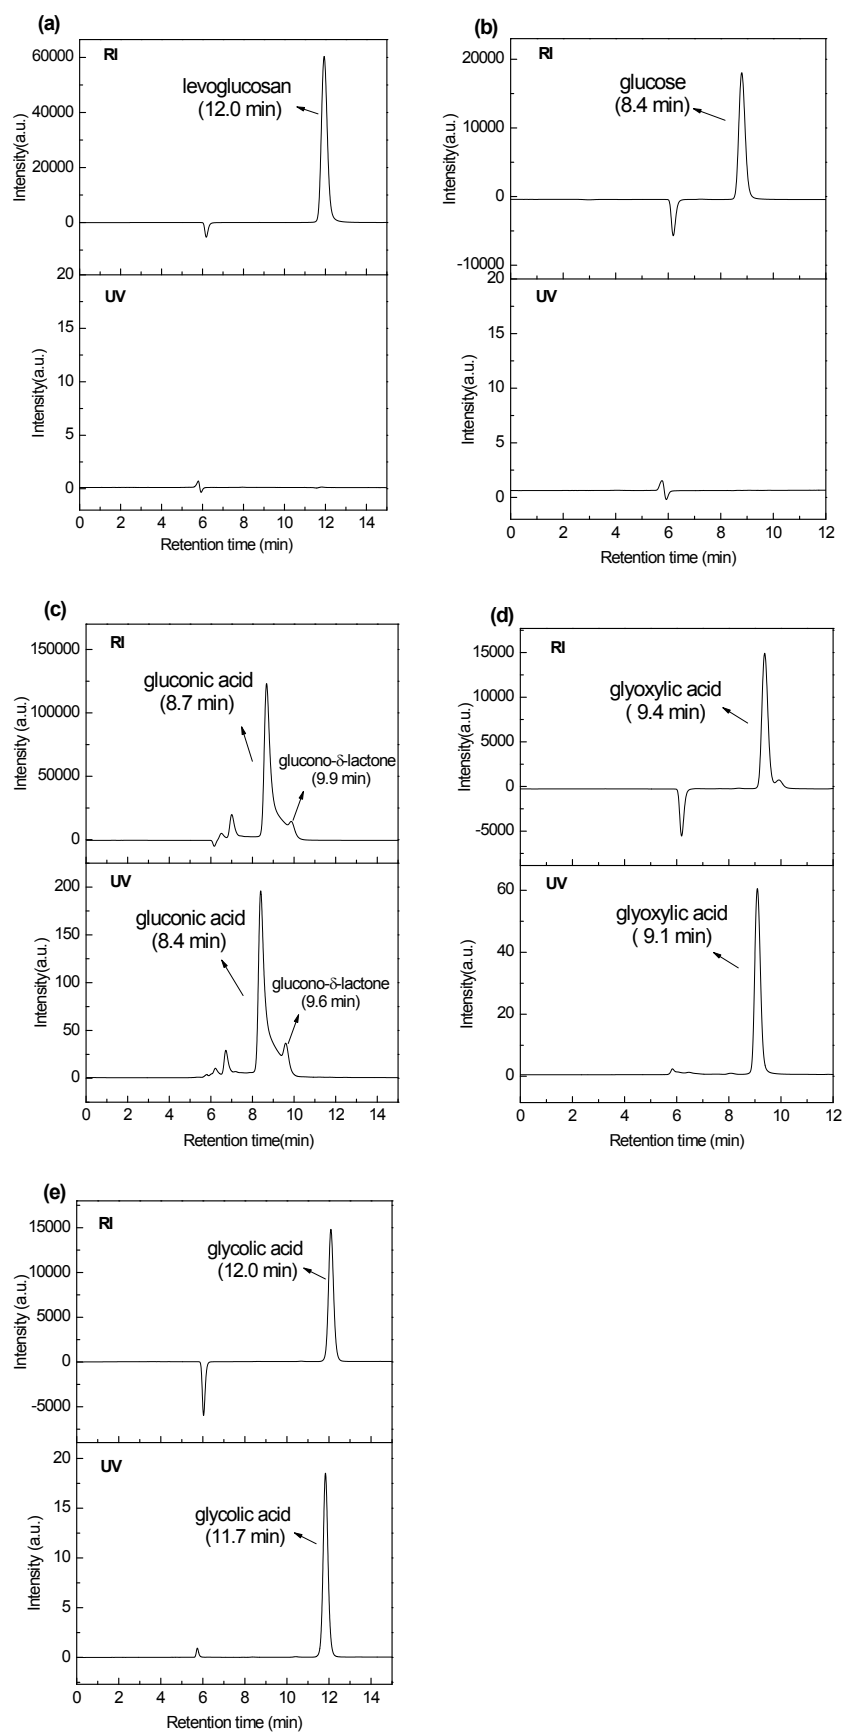 (a)
RI
levoglucosan
(12.0 min)
Intensity(a.u.)
60000
40000
20000
0
20
UV
Intensity(a.u.)
15
10
5
0
0 2 4 6 8 10 12 14
Retention time (min)
(b)
RI
glucose
(8.4 min)
Intensity(a.u.)
20000
10000
0
-10000
20
UV
Intensity(a.u.)
15
10
5
0
0 2 4 6 8 10 12
Retention time (min)
(c)
RI
gluconic acid
(8.7 min)
glucono-δ-lactone
(9.9 min)
Intensity (a.u.)
150000
100000
50000
0
UV
gluconic acid
(8.4 min)
glucono-δ-lactone
(9.6 min)
Intensity(a.u.)
200
150
100
50
0
0 2 4 6 8 10 12 14
Retention time(min)
(d)
RI
glyoxylic acid
( 9.4 min)
Intensity(a.u.)
15000
10000
5000
0
-5000
UV
glyoxylic acid
( 9.1 min)
Intensity(a.u.)
60
40
20
0
0 2 4 6 8 10 12
Retention time (min)
(e)
RI
glycolic acid
(12.0 min)
Intensity (a.u.)
15000
10000
5000
0
-5000
UV
glycolic acid
(11.7 min)
Intensity (a.u.)
20
15
10
5
0
0 2 4 6 8 10 12 14
Retention time (min)